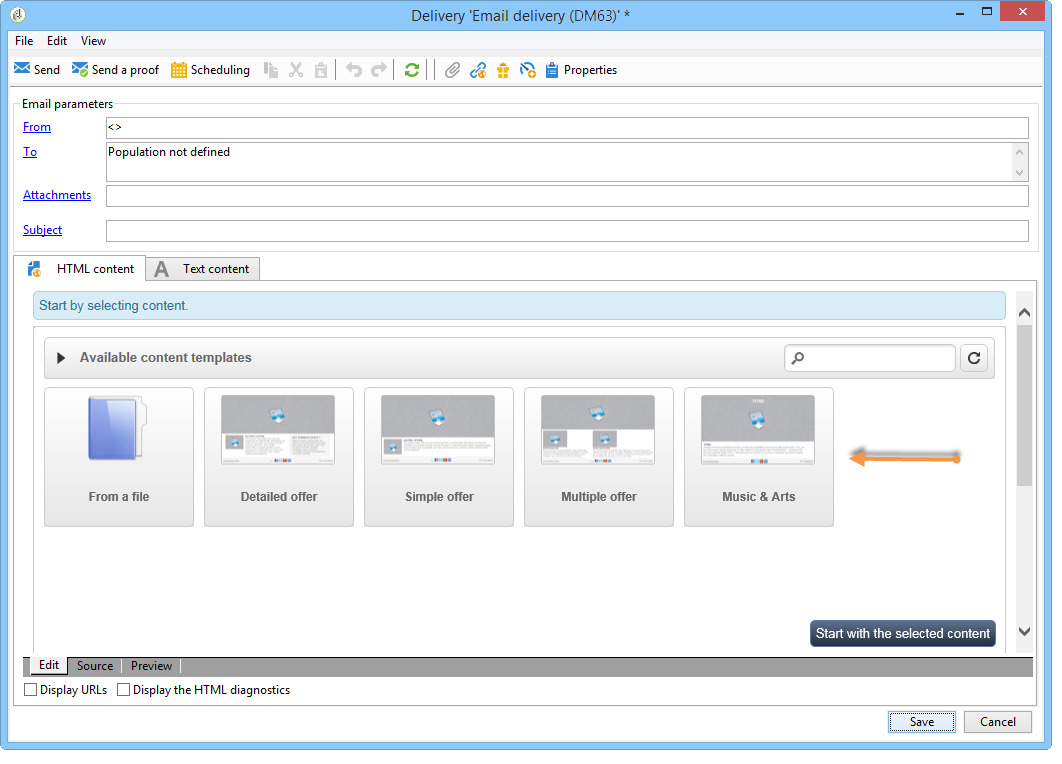 Delivery 'Email delivery (DM63)' *
File Edit View
Send Send a proof Scheduling Properties
Email parameters
From <>
To Population not defined
Attachments
Subject
HTML content A Text content
Start by selecting content.
Available content templates
From a file Detailed offer Simple offer Multiple offer Music & Arts
Start with the selected content
Edit Source Preview
Display URLs Display the HTML diagnostics
Save Cancel